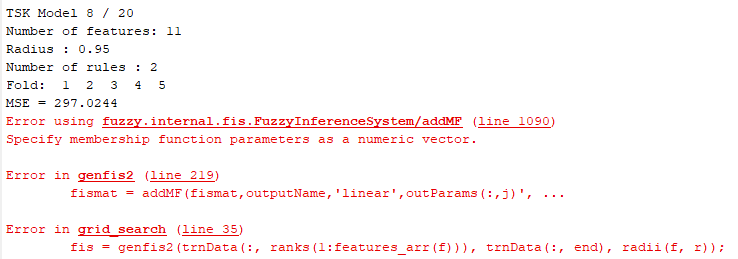 TSK Model 8 / 20
Number of features: 11
Radius : 0.95
Number of rules : 2
Fold:  1  2  3  4  5
MSE = 297.0244
Error using fuzzy.internal.fis.FuzzyInferenceSystem/addMF (line 1090)
Specify membership function parameters as a numeric vector.
Error in genfis2 (line 219)
fismat = addMF(fismat,outputName,'linear',outParams(:,j)', ...
Error in grid_search (line 35)
fis = genfis2(trnData(:, ranks(1:features_arr(f))), trnData(:, end), radii(f, r));